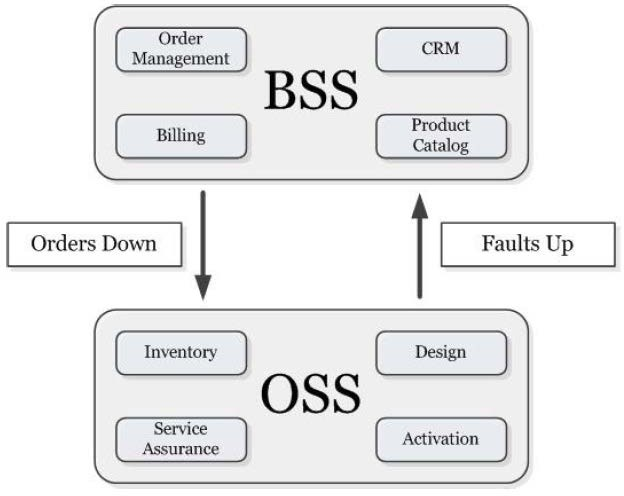 Order
Management
CRM
BSS
Billing
Product
Catalog
Orders Down
Faults Up
Inventory
Design
OSS
Service
Assurance
Activation